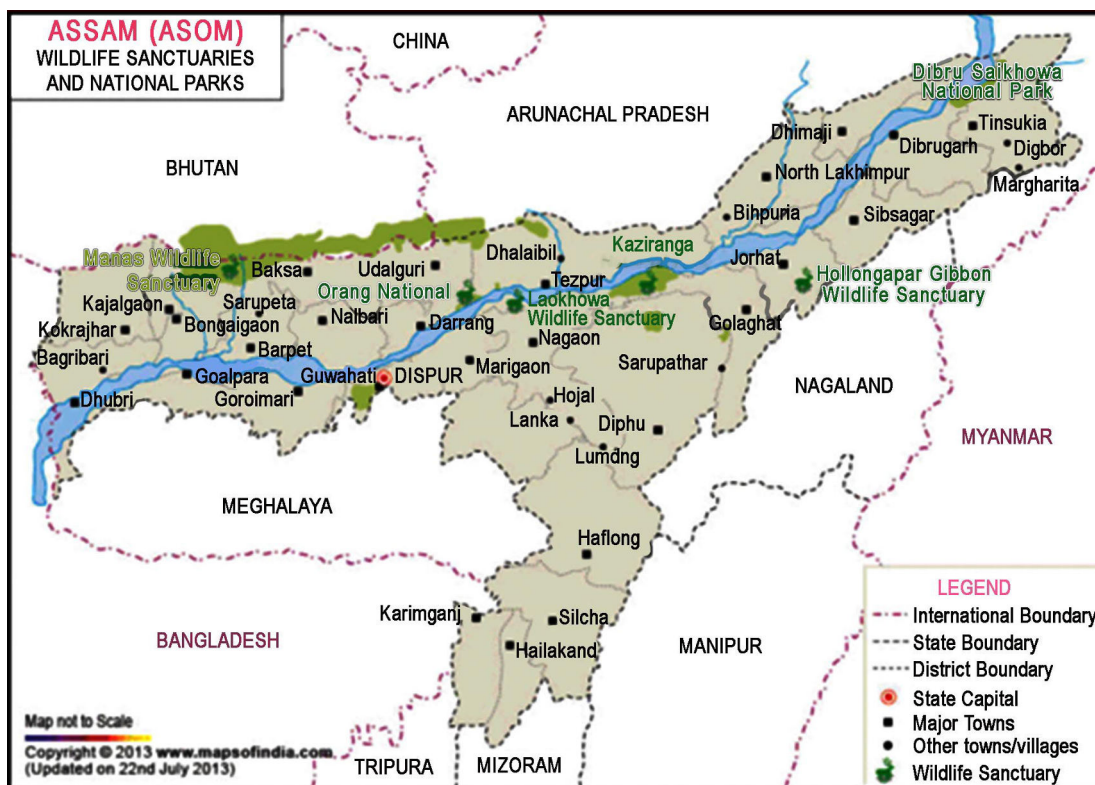 ASSAM (ASOM)
WILDLIFE SANCTUARIES
AND NATIONAL PARKS
CHINA
ARUNACHAL PRADESH
BHUTAN
Dibru Saikhowa
National Park
Dhimaji
Tinsukia
Dibrugarh
Digbor
North Lakhimpur
Margharita
Bihpuria
Sibsagar
Manas Wildlife
Sanctuary
Baksa
Udalguri
Dhalaibil
Kaziranga
Jorhat
Tezpur
Hollongapar Gibbon
Wildlife Sanctuary
Orang National
Laokhowa
Wildlife Sanctuary
Kajalgaon
Sarupeta
Kokrajhar
Bongaigaon
Nalbari
Darrang
Golaghat
Nagaon
Bagribari
Barpet
Marigaon
Sarupathar
Goalpara
Guwahati
DISPUR
NAGALAND
Dhubri
Goroimari
Hojal
Lanka
Diphu
MYANMAR
Lumdng
MEGHALAYA
Haflong
Karimganj
Silcha
BANGLADESH
Hailakand
MANIPUR
TRIPURA
MIZORAM
LEGEND
International Boundary
State Boundary
District Boundary
State Capital
Major Towns
Other towns/villages
Wildlife Sanctuary
Map not to Scale
Copyright © 2013 www.mapsofindia.com
(Updated on 22nd July 2013)